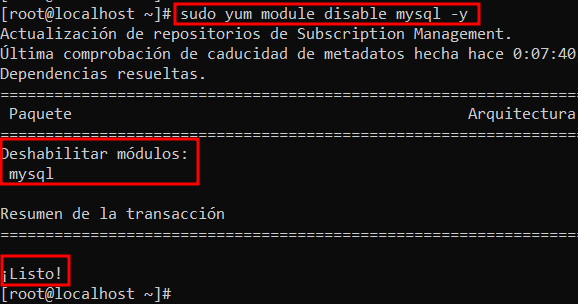 [root@localhost ~]# sudo yum module disable mysql -y
Actualización de repositorios de Subscription Management.
Última comprobación de caducidad de metadatos hecha hace 0:07:40
Dependencias resueltas.
================================================================================
Paquete Arquitectura
================================================================================
Deshabilitar módulos:
mysql
Resumen de la transacción
================================================================================
¡Listo!
[root@localhost ~]#